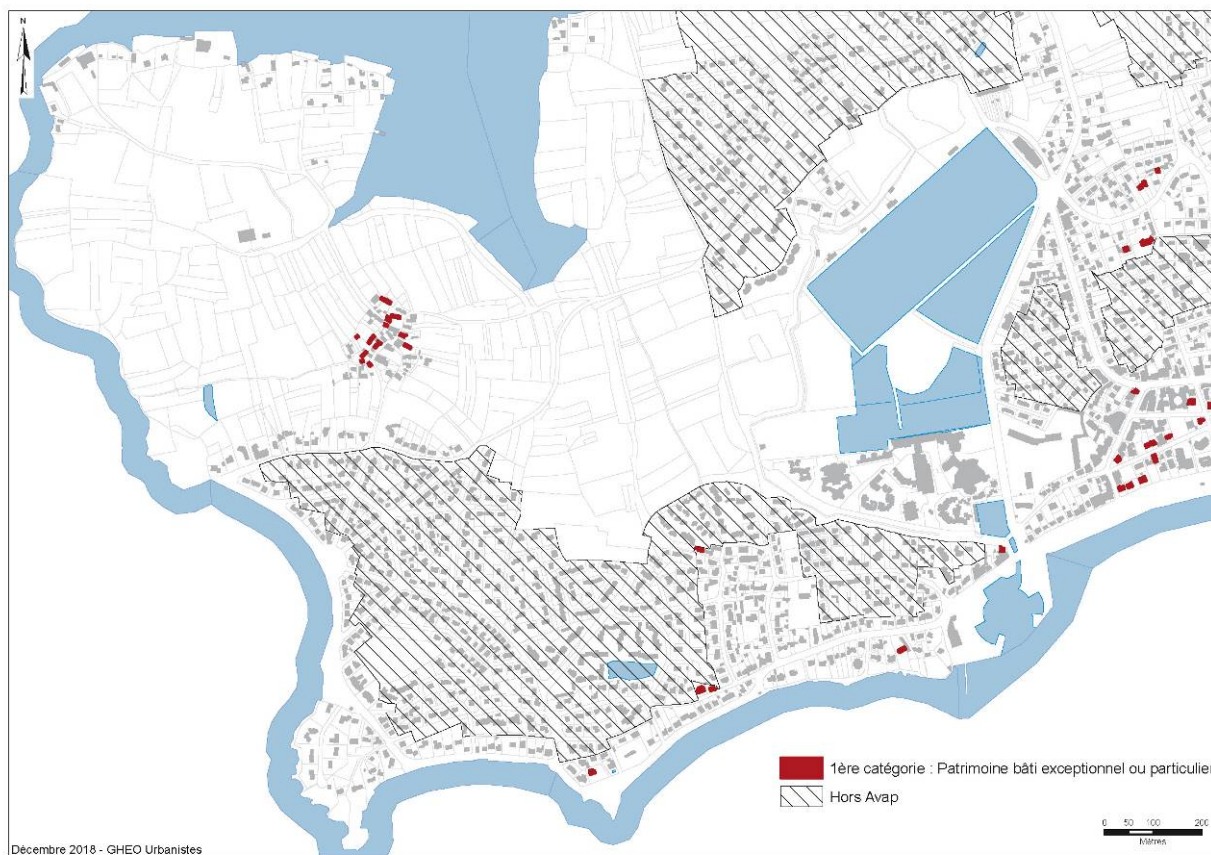 N
1ère catégorie : Patrimoine bâti exceptionnel ou particulier
Hors Avap
0 50 100 200
Mètres
Décembre 2018 - GHEO Urbanistes